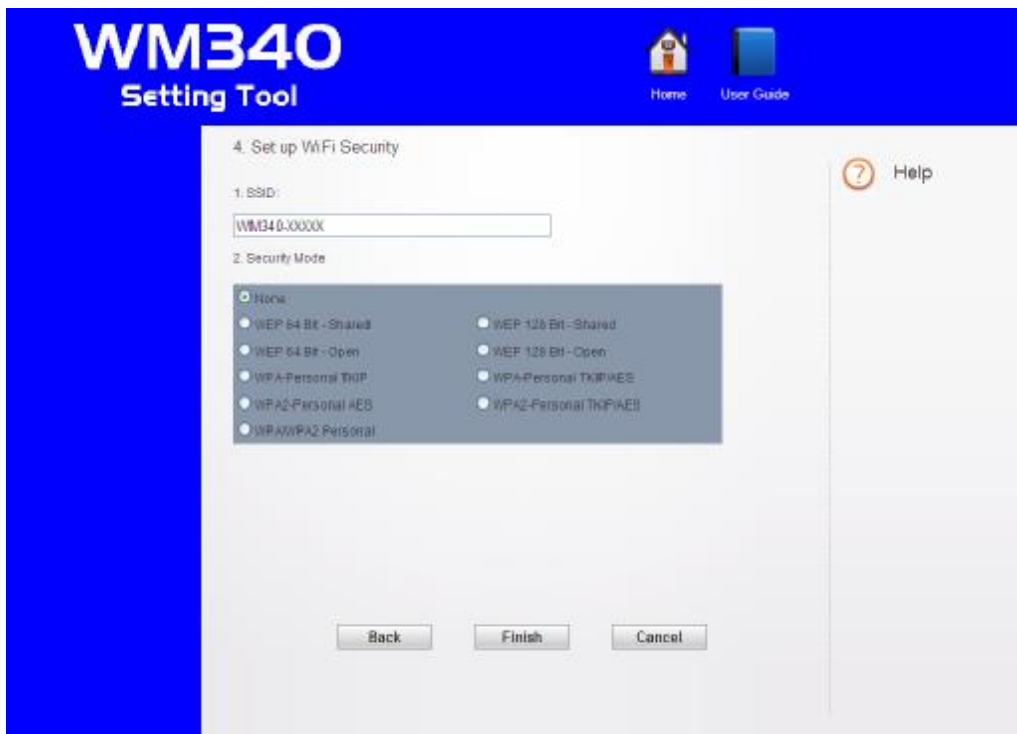 WM340
Setting Tool
Home
User Guide
4. Set up WiFi Security
Help
1. SSID:
WM340-XXXXX
2. Security Mode
None
WEP 64 Bit - Shared
WEP 128 Bit - Shared
WEP 64 Bit - Open
WEP 128 Bit - Open
WPA-Personal TKIP
WPA-Personal TKIP/AES
WPA2-Personal AES
WPA2-Personal TKIP/AES
WPA/WPA2 Personal
Back
Finish
Cancel